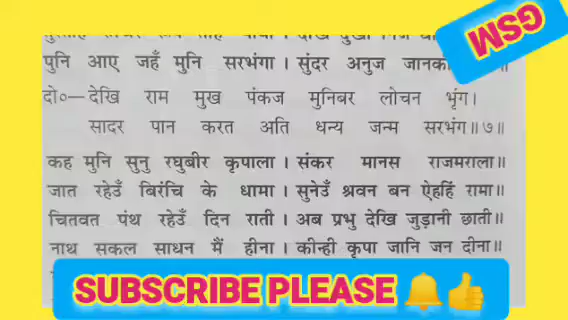 पुनि आए जहँ मुनि सरभंगा। सुंदर अनुज
दो०— देखि राम मुख पंकज मुनिबर लोचन भृंग।
सादर पान करत अति धन्य जन्म सरभंग॥७॥
कह मुनि सुनु रघुबीर कृपाला। संकर मानस राजमराला॥
जात रहेउँ बिरंचि के धामा। सुनेउँ श्रवन बन ऐहहिं रामा॥
चितवत पंथ रहेउँ दिन राती। अब प्रभु देखि जुड़ानी छाती॥
नाथ सकल साधन मैं हीना। कीन्ही कृपा जानि जन दीना॥
GSM
SUBSCRIBE PLEASE